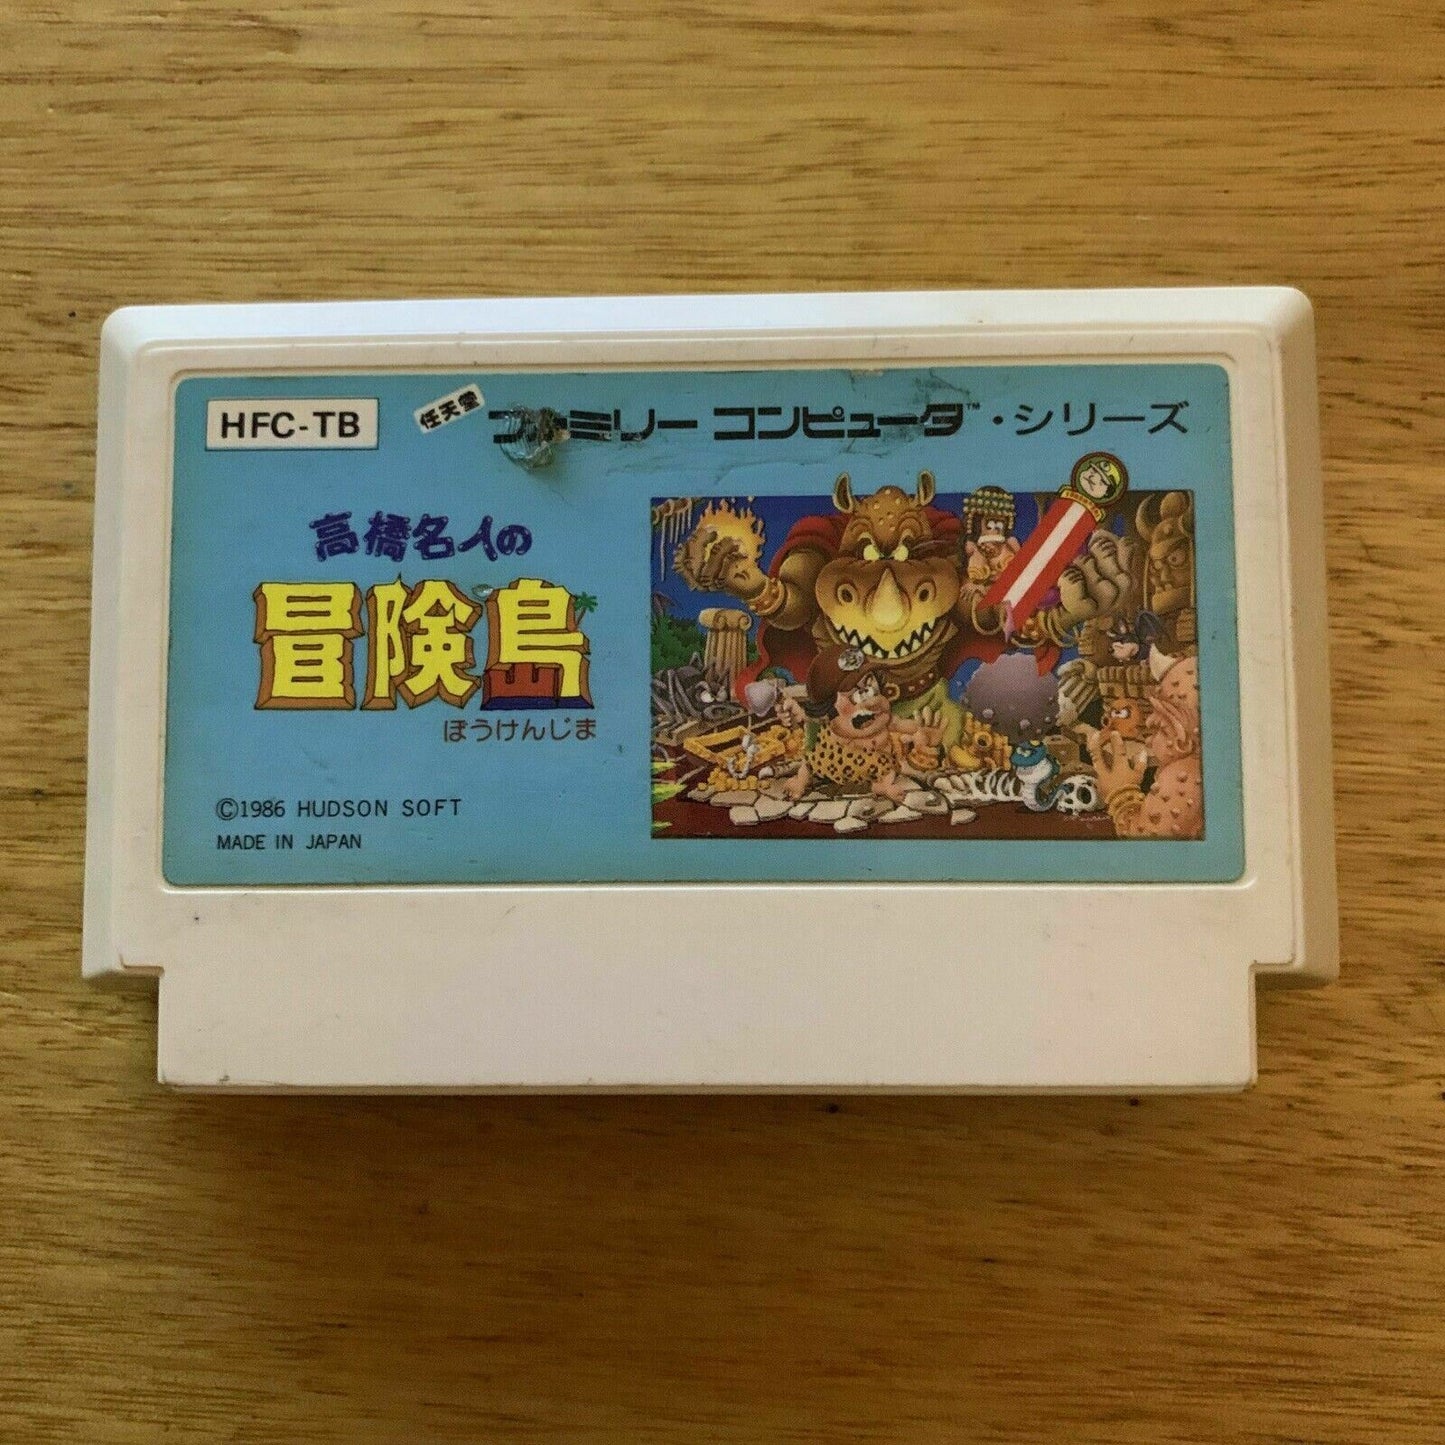 HFC-TB
任天堂 ファミリー コンピュータ™・シリーズ
高橋名人の
冒険島
ぼうけんじま
©1986 HUDSON SOFT
MADE IN JAPAN